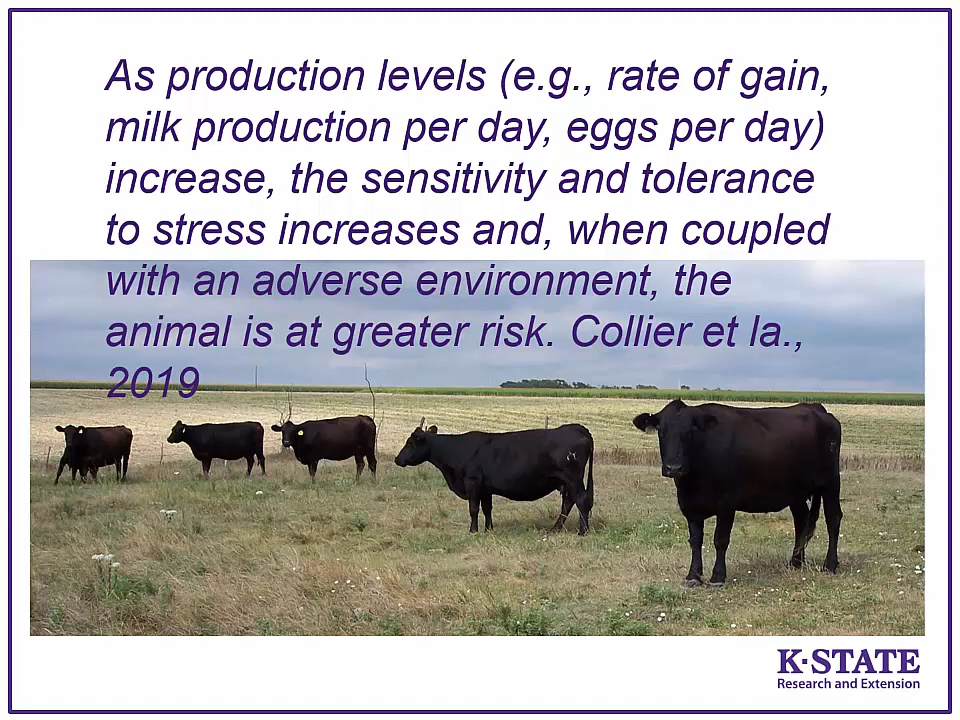 As production levels (e.g., rate of gain,
milk production per day, eggs per day)
increase, the sensitivity and tolerance
to stress increases and, when coupled
with an adverse environment, the
animal is at greater risk. Collier et la.,
2019
K-STATE
Research and Extension